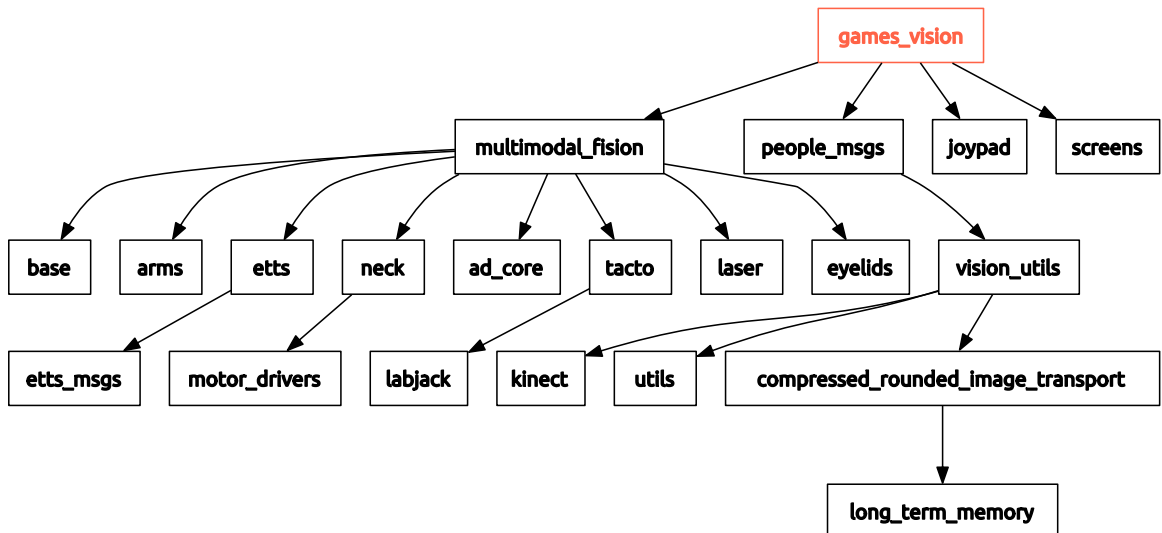 games_vision
multimodal_fision
people_msgs
joypad
screens
base
arms
etts
neck
ad_core
tacto
laser
eyelids
vision_utils
etts_msgs
motor_drivers
labjack
kinect
utils
compressed_rounded_image_transport
long_term_memory